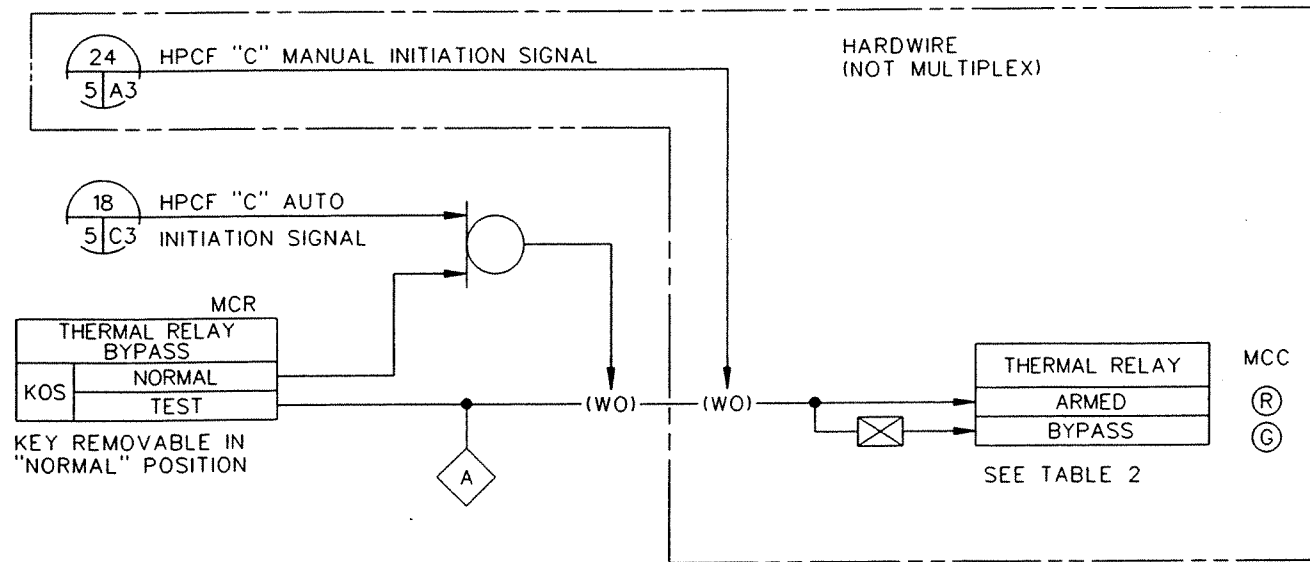 24 HPCF "C" MANUAL INITIATION SIGNAL
5 A3
HARDWIRE
(NOT MULTIPLEX)
18 HPCF "C" AUTO
5 C3 INITIATION SIGNAL
MCR
THERMAL RELAY
BYPASS
KOS
NORMAL
TEST
KEY REMOVABLE IN
"NORMAL" POSITION
A
(WO)
(WO)
THERMAL RELAY
MCC
ARMED
R
BYPASS
G
SEE TABLE 2